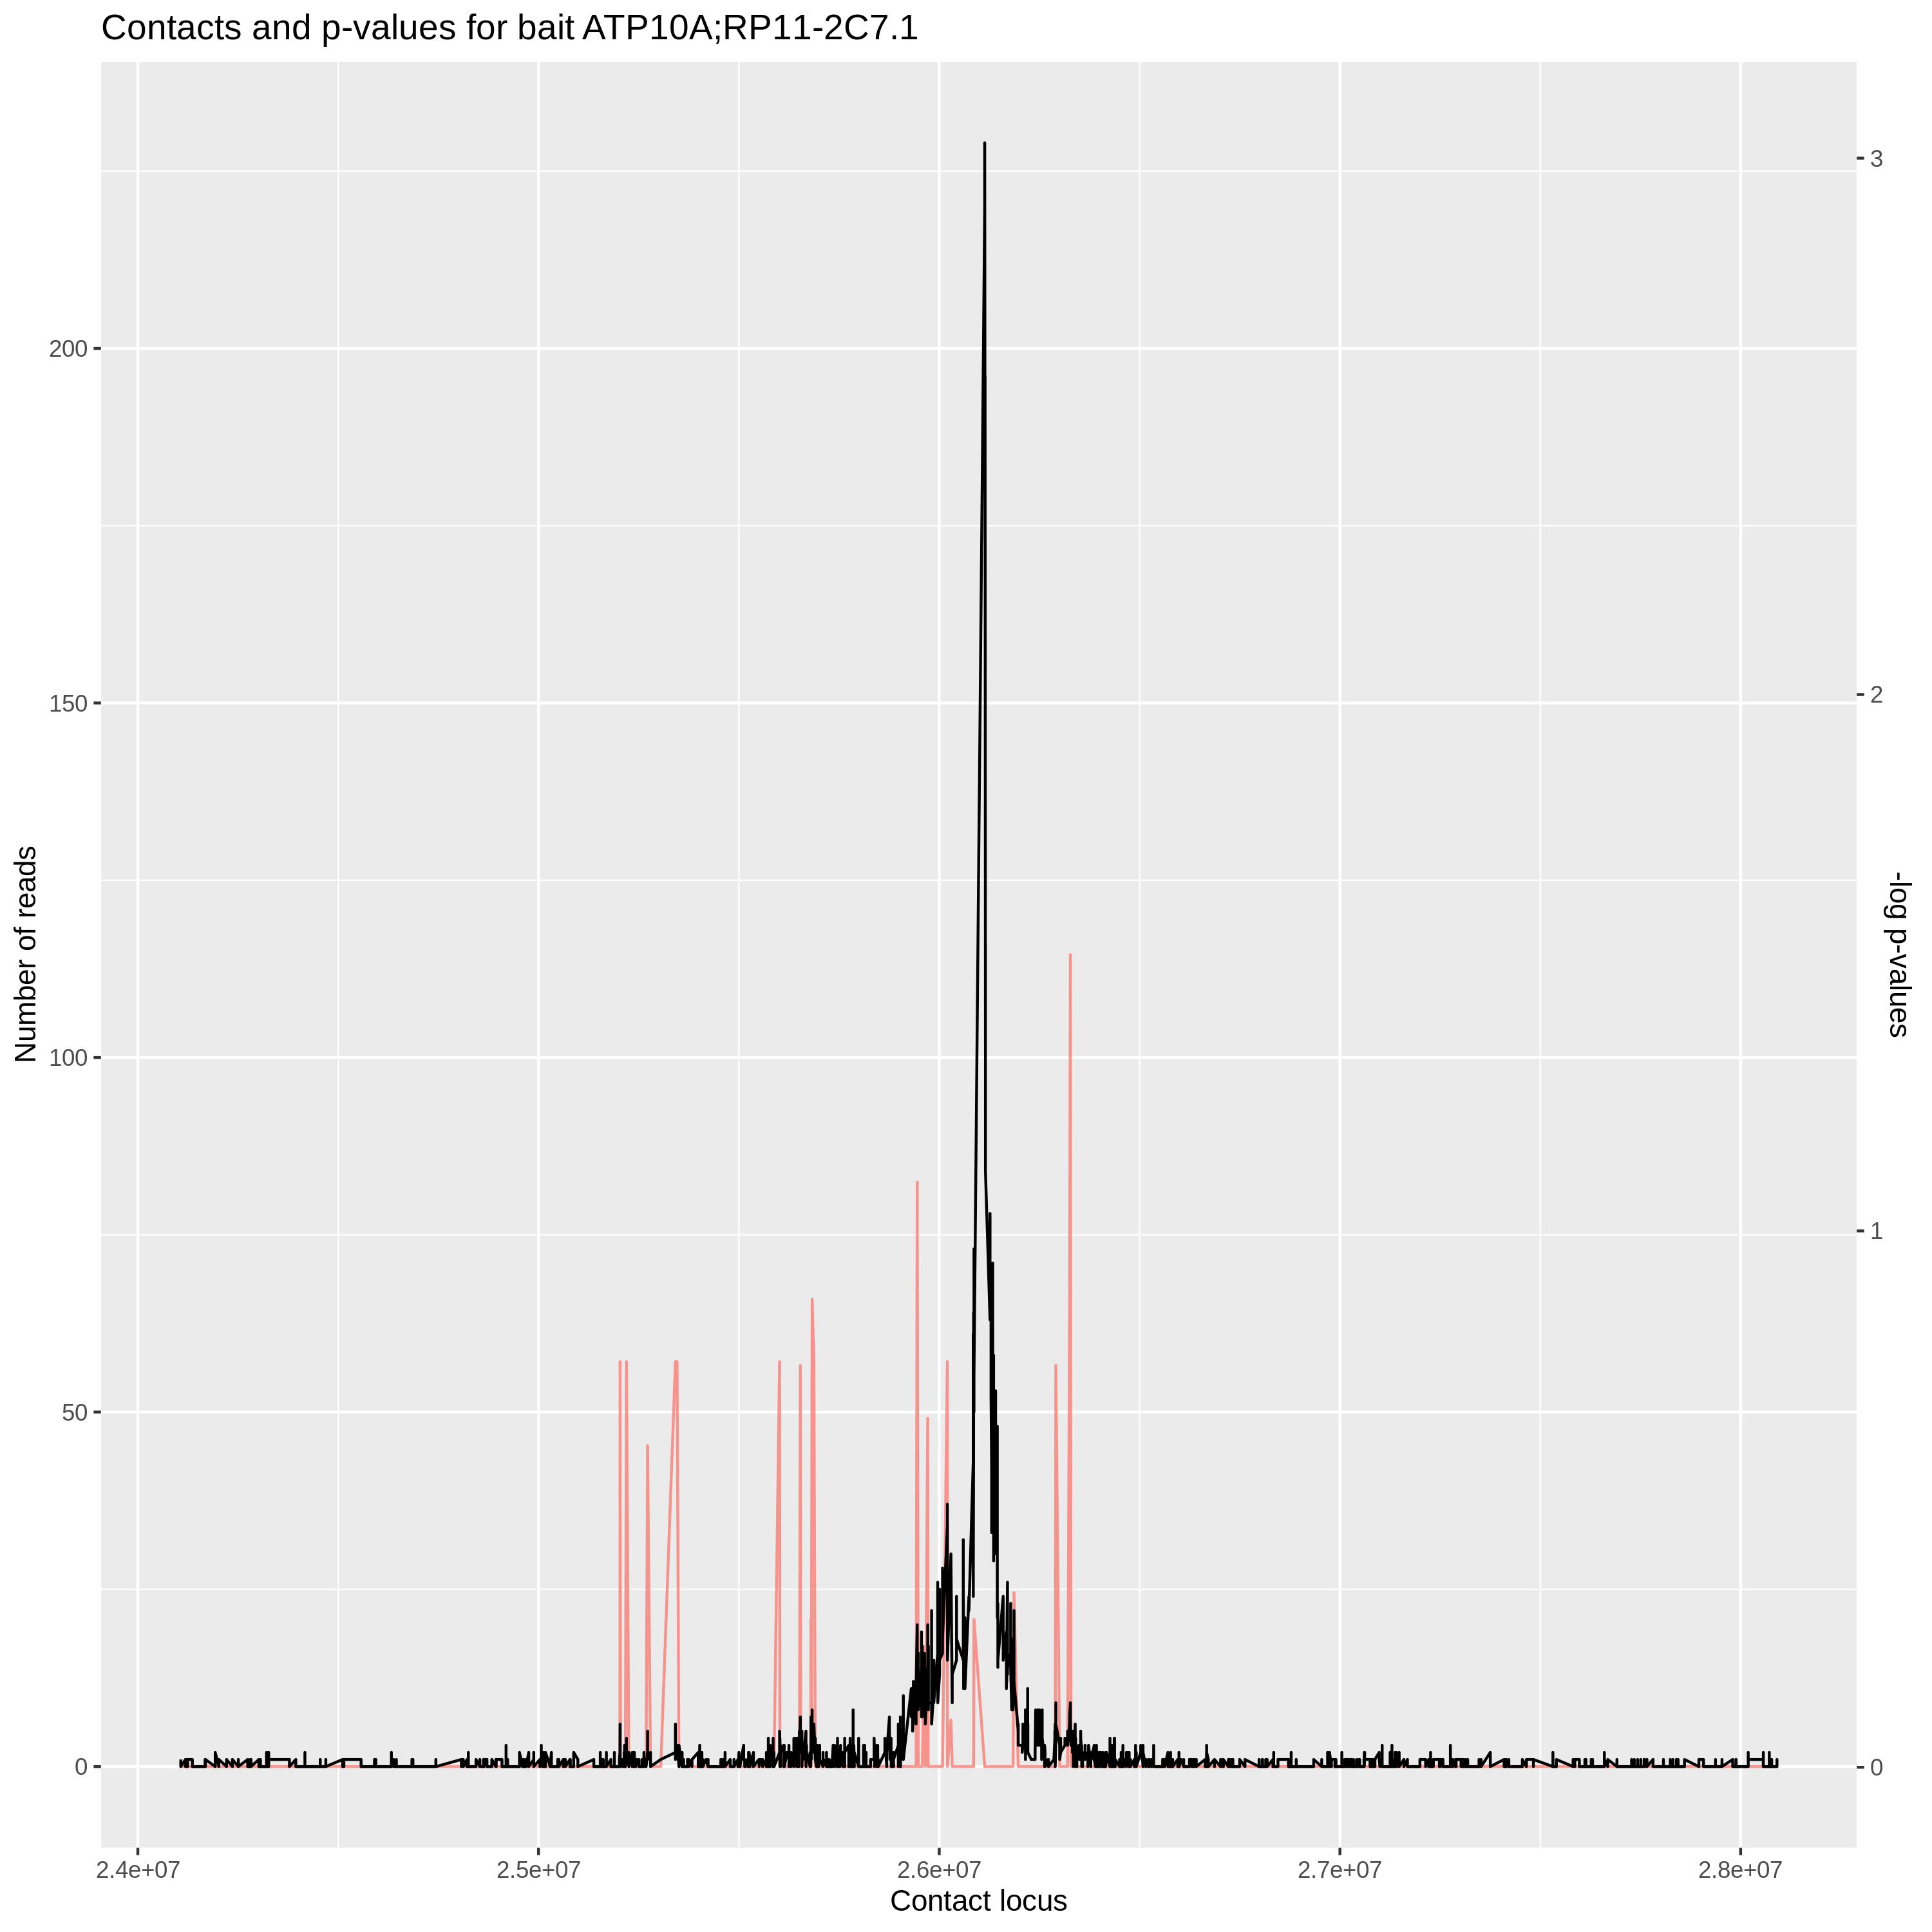 Contacts and p-values for bait ATP10A;RP11-2C7.1
Number of reads
200
150
100
50
0
3
2
1
0
-log p-values
2.4e+07
2.5e+07
2.6e+07
2.7e+07
2.8e+07
Contact locus